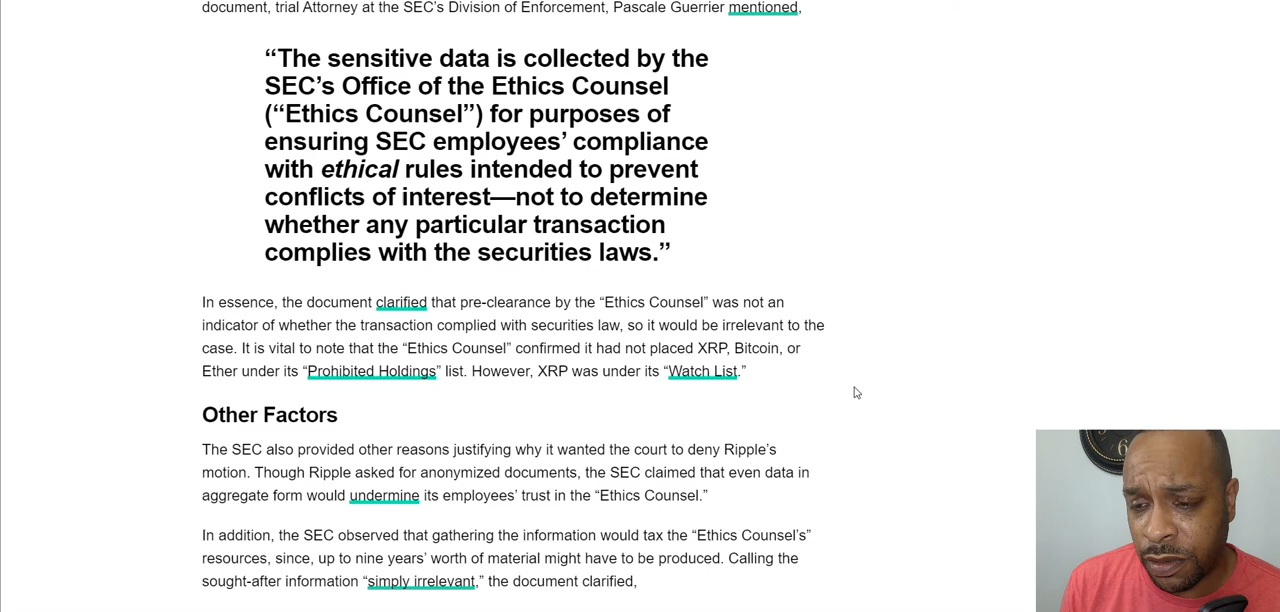 document, trial Attorney at the SEC’s Division of Enforcement, Pascale Guerrier mentioned,
“The sensitive data is collected by the
SEC’s Office of the Ethics Counsel
(“Ethics Counsel”) for purposes of
ensuring SEC employees’ compliance
with ethical rules intended to prevent
conflicts of interest—not to determine
whether any particular transaction
complies with the securities laws.”
In essence, the document clarified that pre-clearance by the “Ethics Counsel” was not an
indicator of whether the transaction complied with securities law, so it would be irrelevant to the
case. It is vital to note that the “Ethics Counsel” confirmed it had not placed XRP, Bitcoin, or
Ether under its “Prohibited Holdings” list. However, XRP was under its “Watch List.”
Other Factors
The SEC also provided other reasons justifying why it wanted the court to deny Ripple’s
motion. Though Ripple asked for anonymized documents, the SEC claimed that even data in
aggregate form would undermine its employees’ trust in the “Ethics Counsel.”
In addition, the SEC observed that gathering the information would tax the “Ethics Counsel’s”
resources, since, up to nine years’ worth of material might have to be produced. Calling the
sought-after information “simply irrelevant,” the document clarified,
6